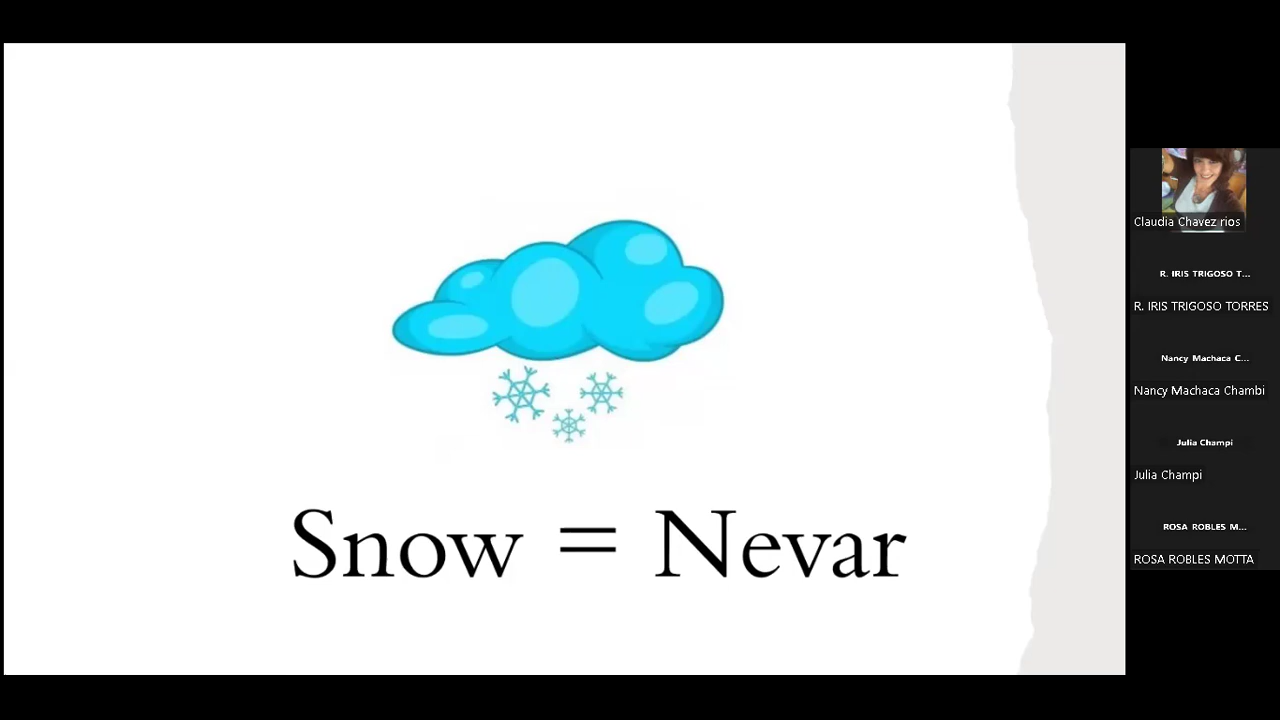 Snow = Nevar
Claudia Chavez rios
R. IRIS TRIGOSO T...
R. IRIS TRIGOSO TORRES
Nancy Machaca C...
Nancy Machaca Chambi
Julia Champi
Julia Champi
ROSA ROBLES M...
ROSA ROBLES MOTTA